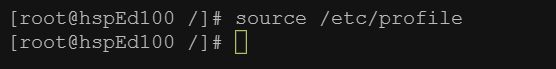 [root@hspEd100 /]# source /etc/profile
[root@hspEd100 /]#